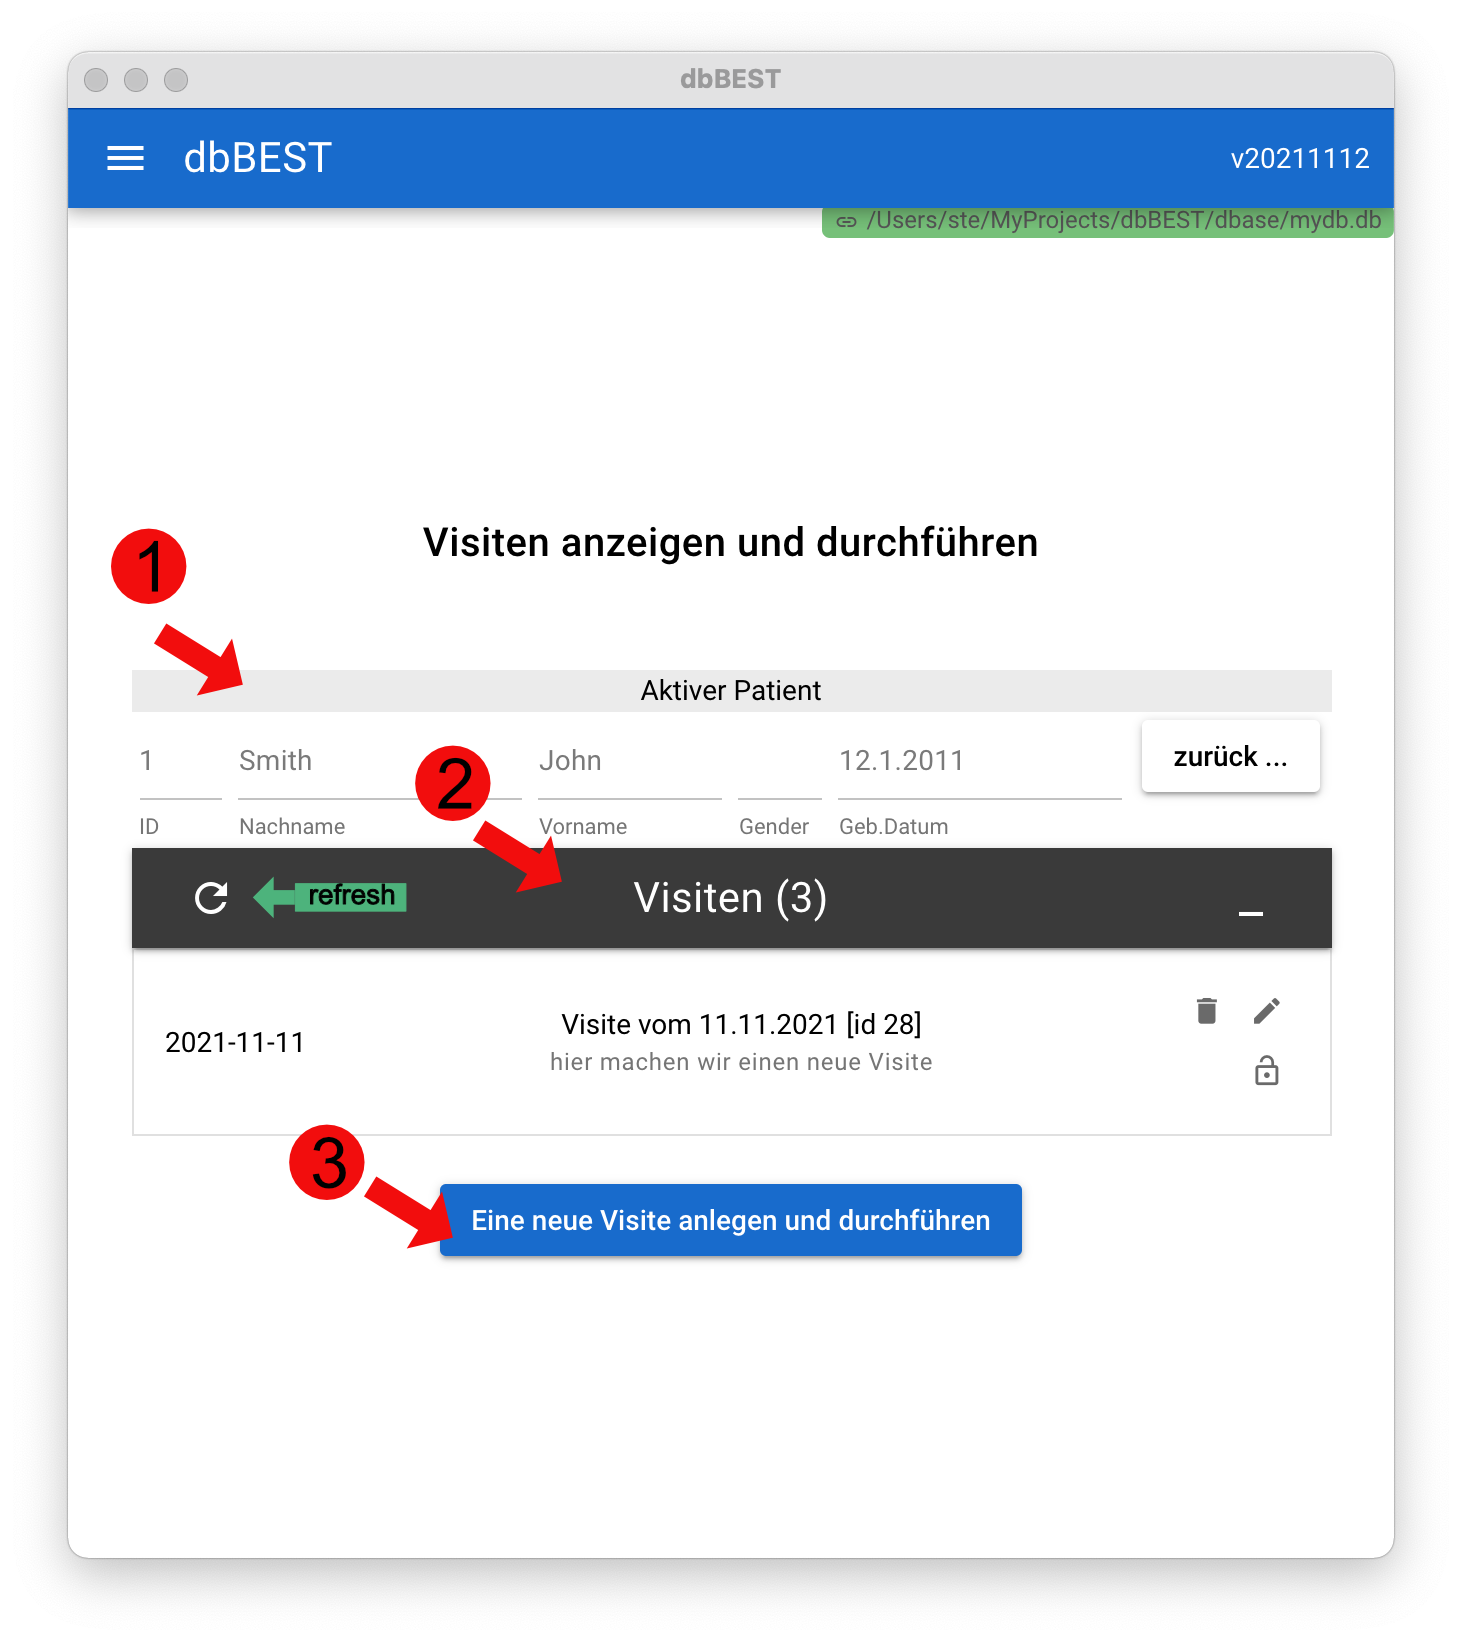 dbBEST
dbBEST
v20211112
/Users/ste/MyProjects/dbBEST/dbase/mydb.db
Visiten anzeigen und durchführen
1
Aktiver Patient
1 Smith John 12.1.2011
zurück ...
2
ID Nachname Vorname Gender Geb.Datum
refresh
Visiten (3)
2021-11-11
Visite vom 11.11.2021 [id 28]
hier machen wir einen neue Visite
3
Eine neue Visite anlegen und durchführen